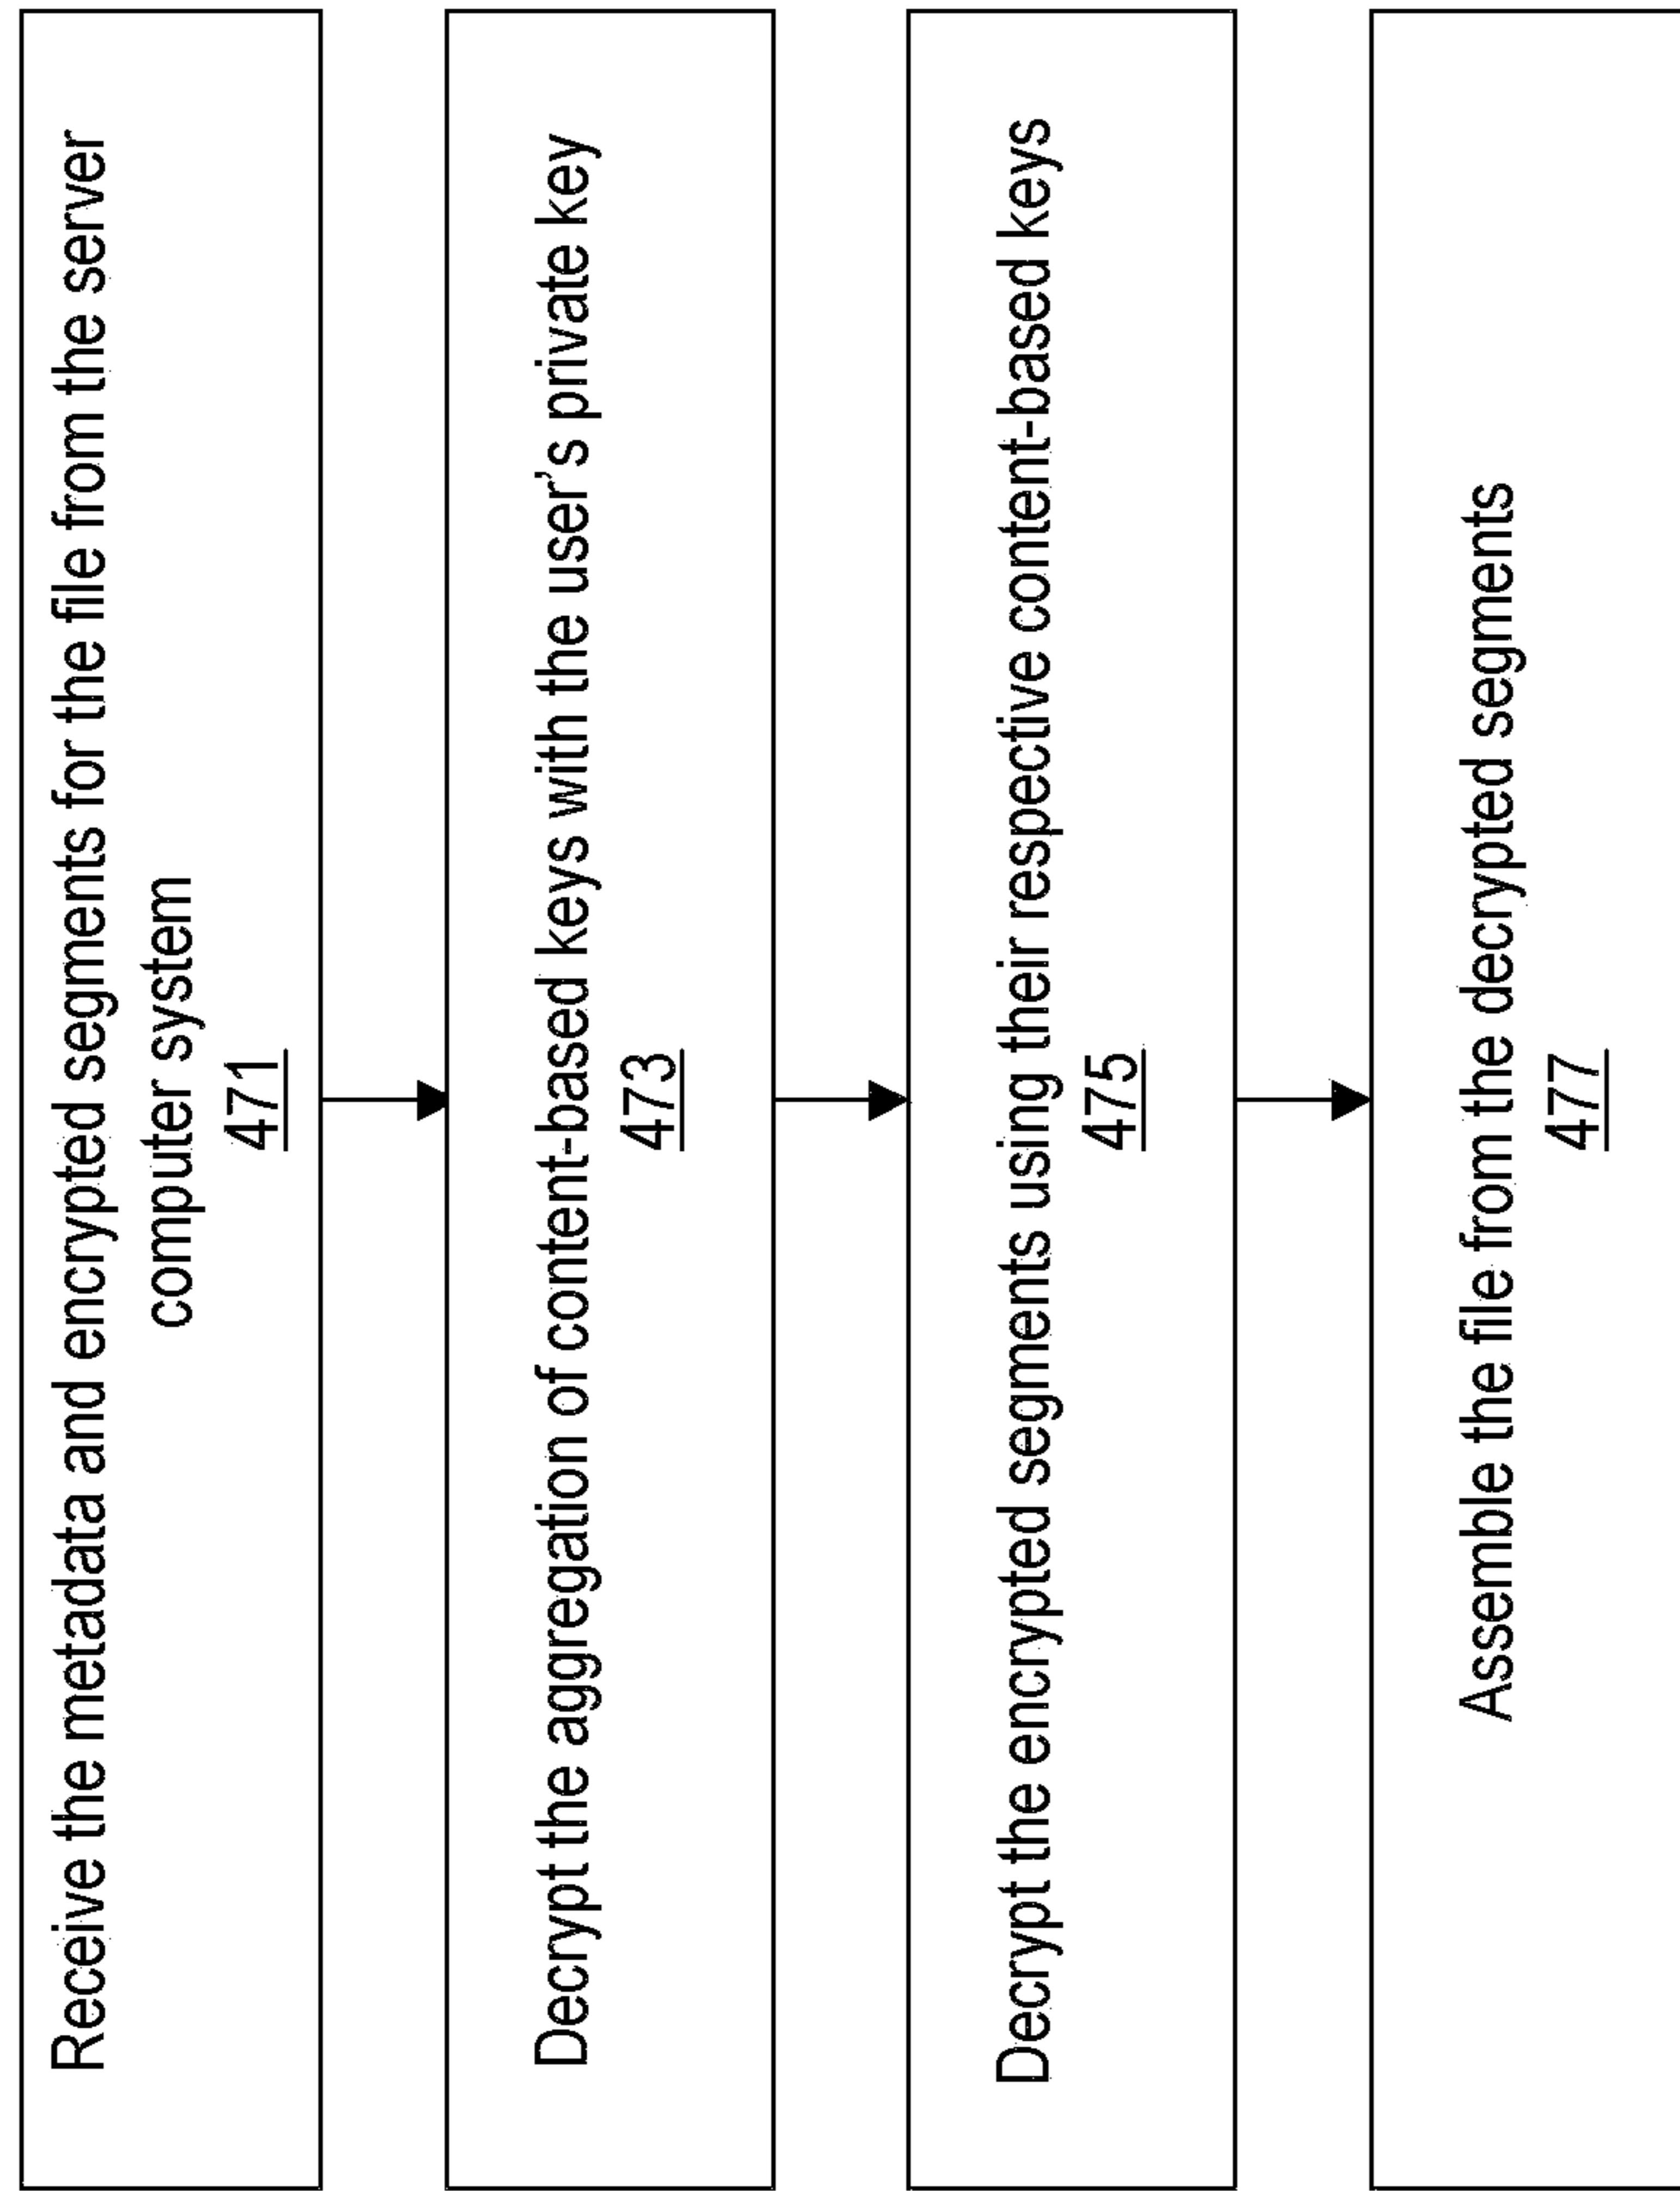 Receive the metadata and encrypted segments for the file from the server
computer system
471
Decrypt the aggregation of content-based keys with the user's private key
473
Decrypt the encrypted segments using their respective content-based keys
475
Assemble the file from the decrypted segments
477